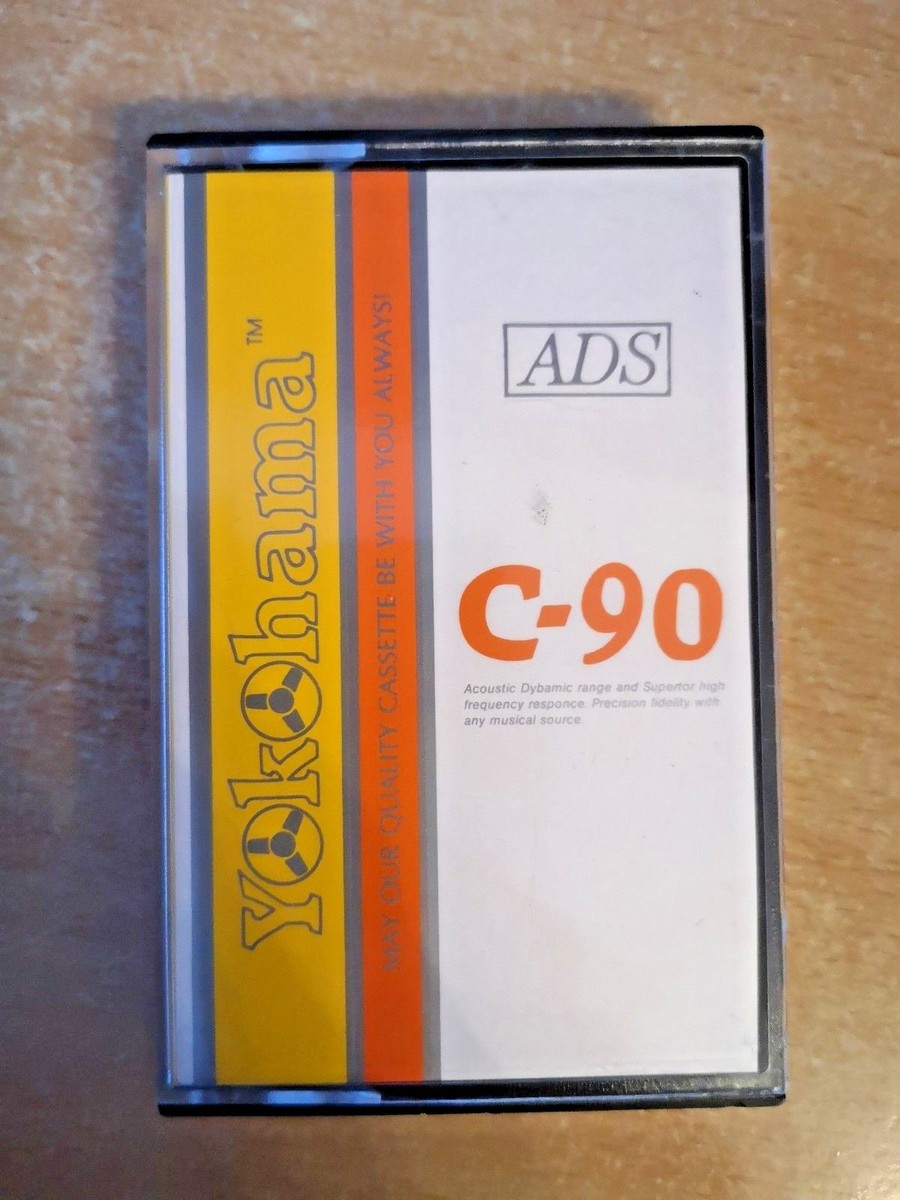 Yokohama™
MAY OUR QUALITY CASSETTE BE WITH YOU ALWAYS!
ADS
C-90
Acoustic Dybamic range and Superior high
frequency responce. Precision fidelity with
any musical source.